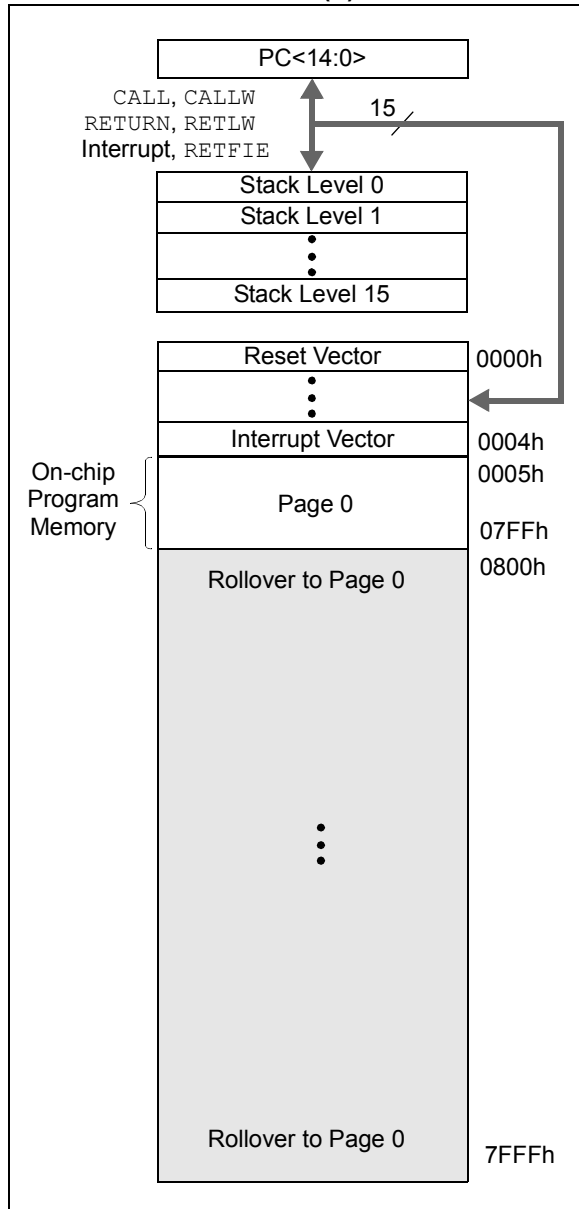 PC<14:0>
CALL, CALLW
15
RETURN, RETLW
Interrupt, RETFIE
Stack Level 0
Stack Level 1
Stack Level 15
Reset Vector
0000h
Interrupt Vector
0004h
On-chip
Program
Memory
0005h
Page 0
07FFh
Rollover to Page 0
0800h
Rollover to Page 0
7FFFh